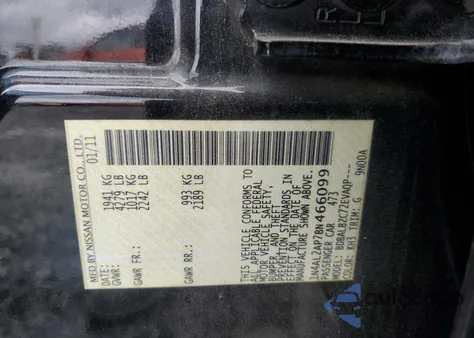 MFD BY NISSAN MOTOR CO., LTD.
DATE: 01/11
GVWR: 1941 KG
4279 LB
GAWR FR.: 1017 KG
2242 LB
GAWR RR.: 993 KG
2189 LB
THIS VEHICLE CONFORMS TO
ALL APPLICABLE FEDERAL
MOTOR VEHICLE SAFETY,
BUMPER, AND THEFT
PREVENTION STANDARDS IN
EFFECT ON THE DATE OF
MANUFACTURE SHOWN ABOVE.
1N4AL2AP7BN466099
PASSENGER CAR 473
MODEL: BDBALBZC7ZEVAQP---
COLOR: KH3 TRIM: G 9N00A